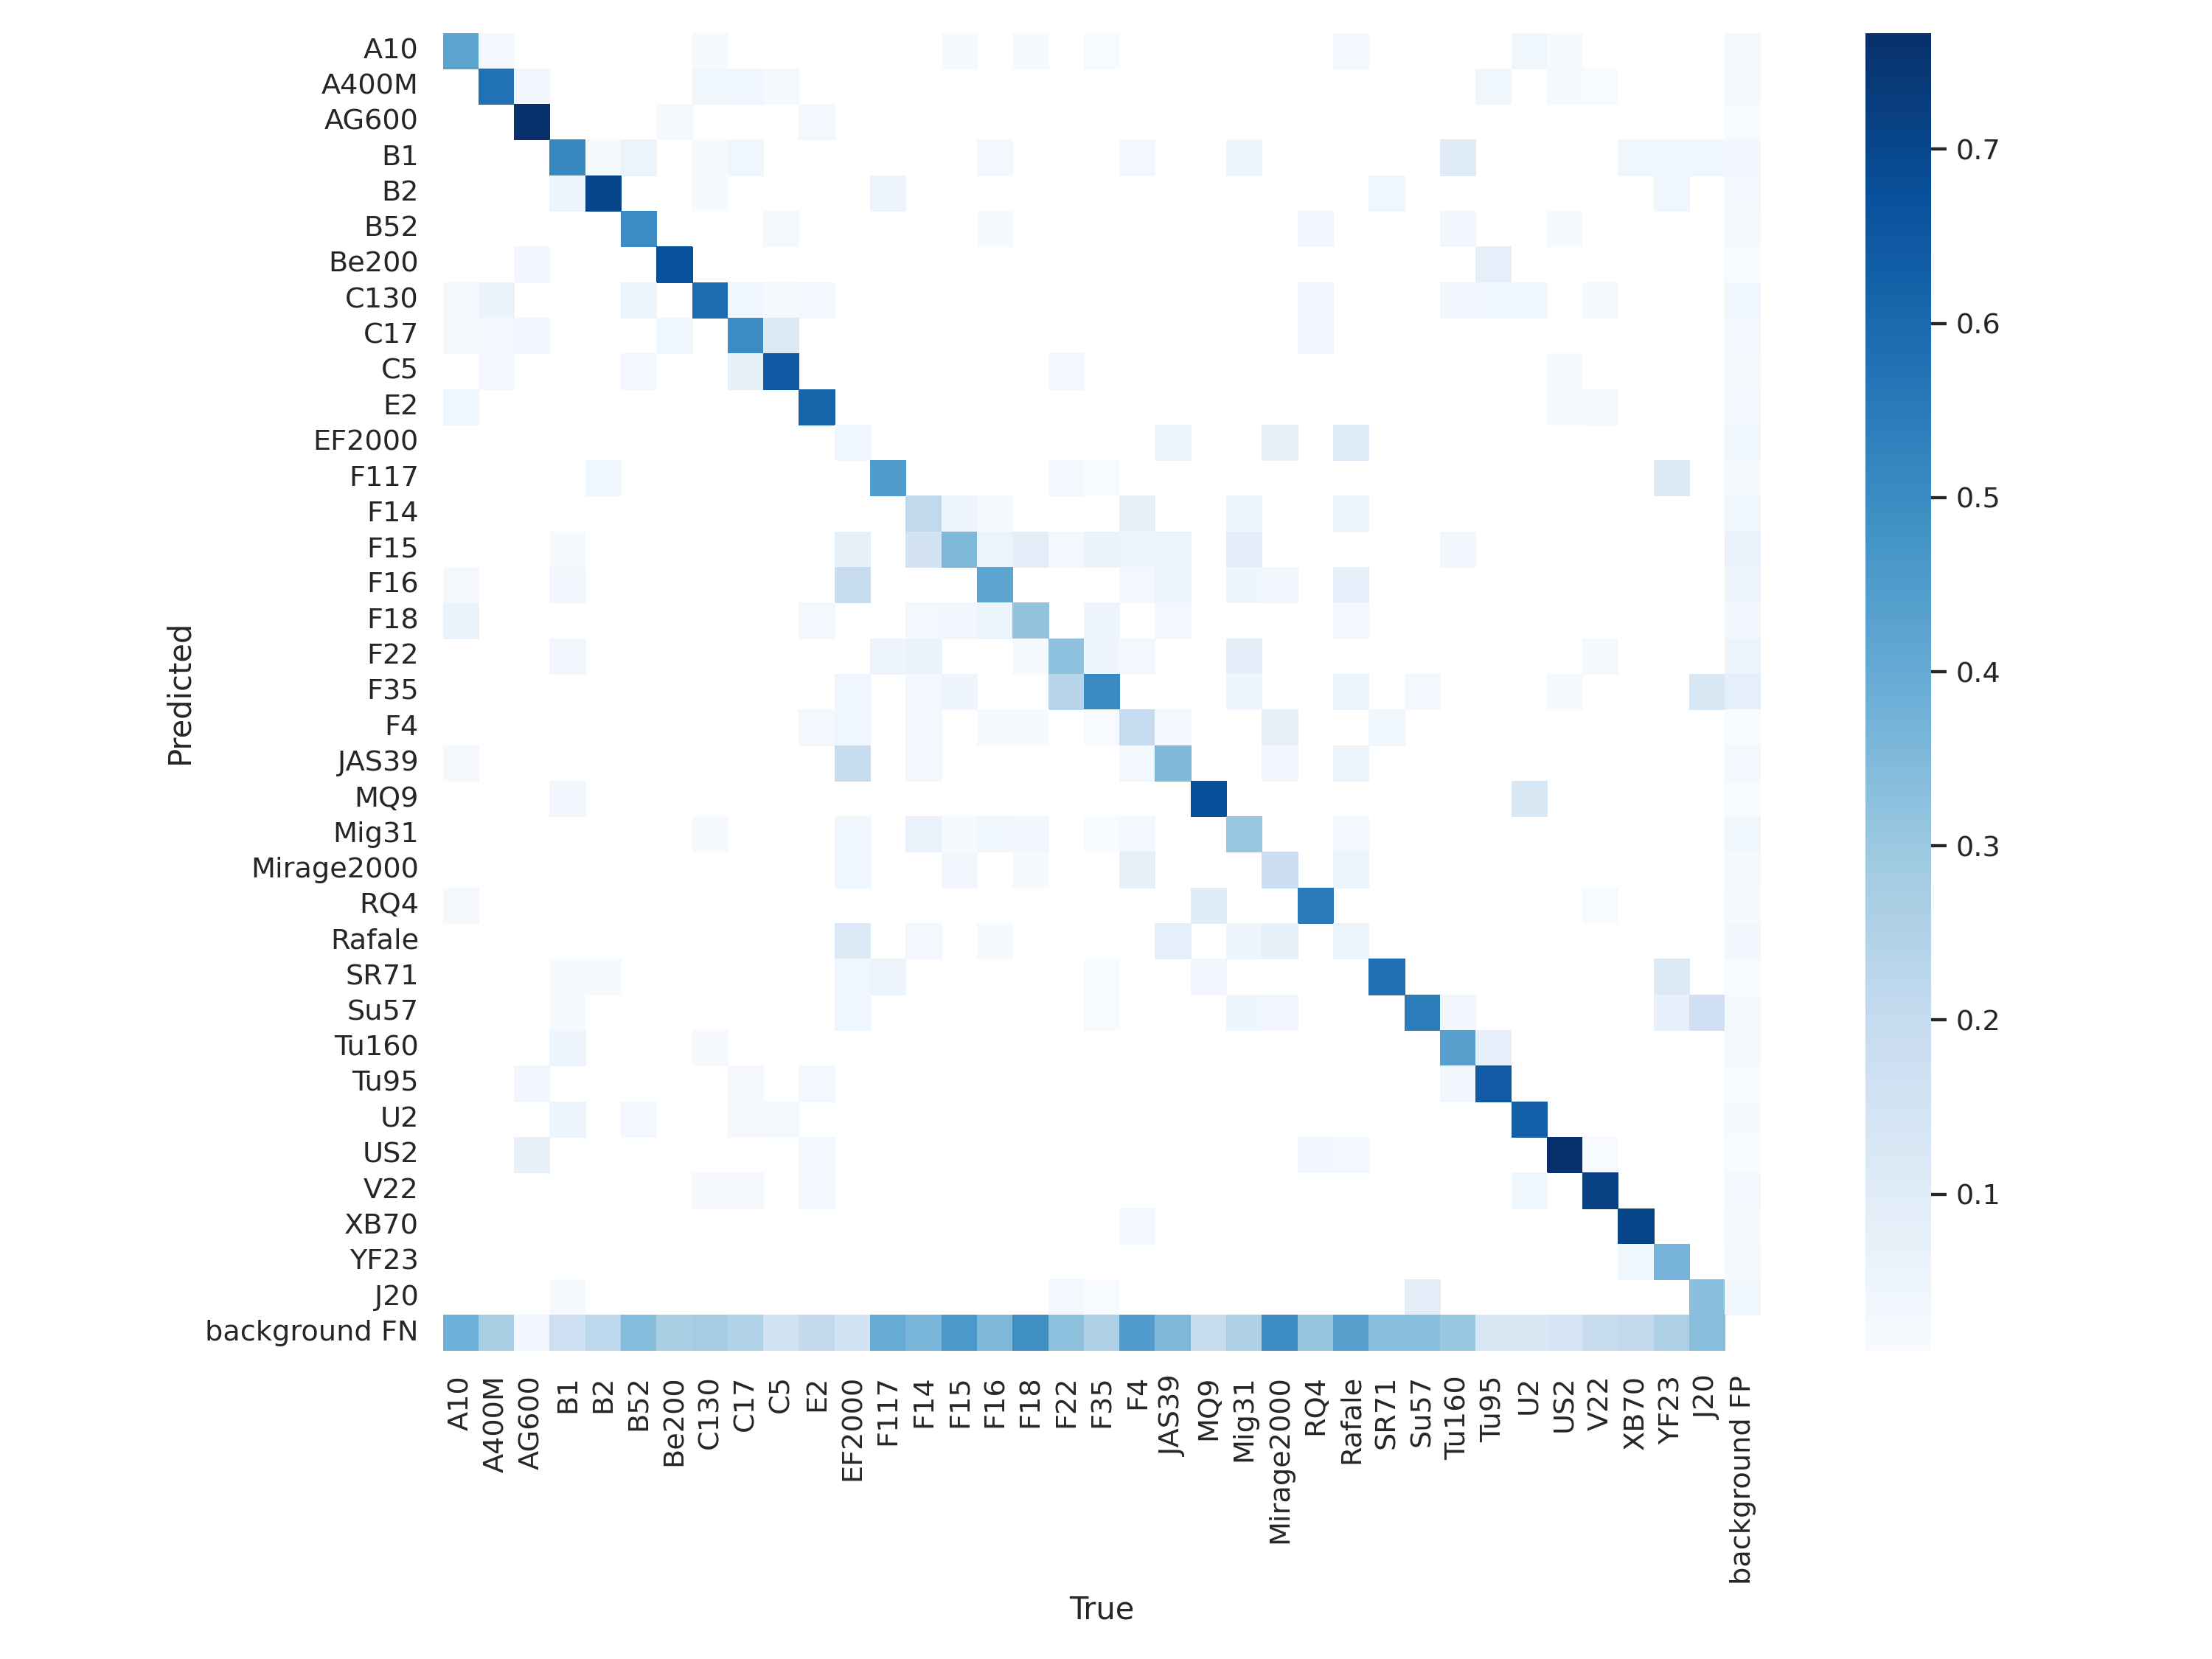 Predicted
A10
A400M
AG600
B1
B2
B52
Be200
C130
C17
C5
E2
EF2000
F117
F14
F15
F16
F18
F22
F35
F4
JAS39
MQ9
Mig31
Mirage2000
RQ4
Rafale
SR71
Su57
Tu160
Tu95
U2
US2
V22
XB70
YF23
J20
background FN
A10
A400M
AG600
B1
B2
B52
Be200
C130
C17
C5
E2
EF2000
F117
F14
F15
F16
F18
F22
F35
F4
JAS39
MQ9
Mig31
Mirage2000
RQ4
Rafale
SR71
Su57
Tu160
Tu95
U2
US2
V22
XB70
YF23
J20
background FP
True
0.7
0.6
0.5
0.4
0.3
0.2
0.1